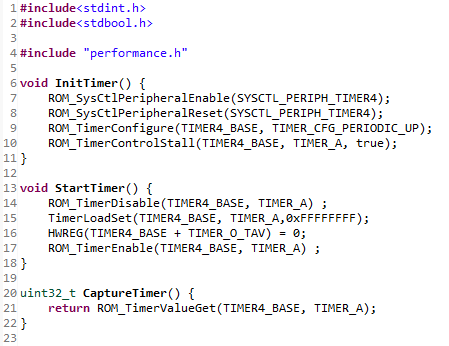 1 #include<stdint.h>
2 #include<stdbool.h>
3
4 #include "performance.h"
5
6 void InitTimer() {
7     ROM_SysCtlPeripheralEnable(SYSCTL_PERIPH_TIMER4);
8     ROM_SysCtlPeripheralReset(SYSCTL_PERIPH_TIMER4);
9     ROM_TimerConfigure(TIMER4_BASE, TIMER_CFG_PERIODIC_UP);
10     ROM_TimerControlStall(TIMER4_BASE, TIMER_A, true);
11 }
12
13 void StartTimer() {
14     ROM_TimerDisable(TIMER4_BASE, TIMER_A) ;
15     TimerLoadSet(TIMER4_BASE, TIMER_A,0xFFFFFFFF);
16     HWREG(TIMER4_BASE + TIMER_O_TAV) = 0;
17     ROM_TimerEnable(TIMER4_BASE, TIMER_A) ;
18 }
19
20 uint32_t CaptureTimer() {
21     return ROM_TimerValueGet(TIMER4_BASE, TIMER_A);
22 }
23